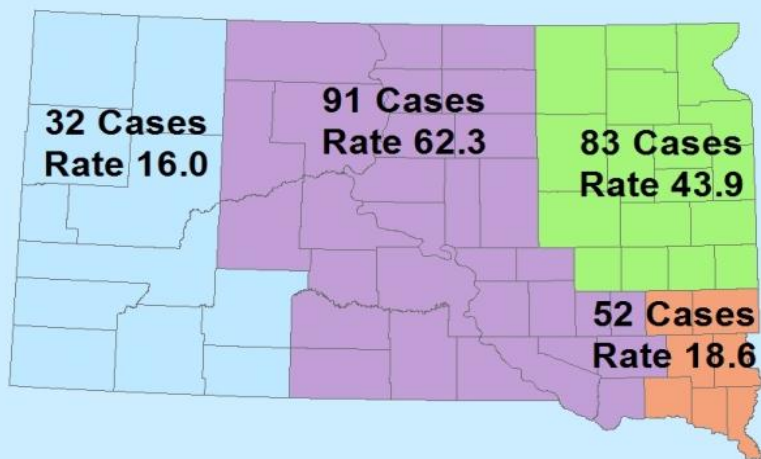 32 Cases
Rate 16.0
91 Cases
Rate 62.3
83 Cases
Rate 43.9
52 Cases
Rate 18.6